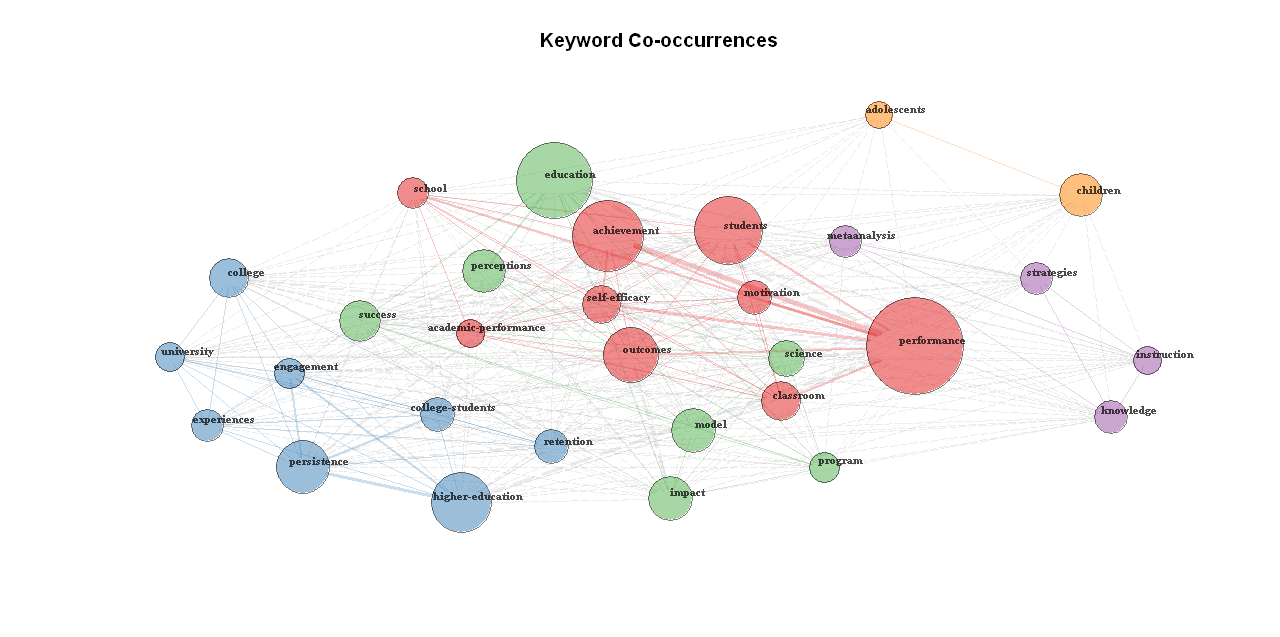 Keyword Co-occurrences
adolescents
education
school
children
achievement
students
metaanalysis
perceptions
college
strategies
self-efficacy
motivation
success
academic-performance
performance
university
outcomes
science
instruction
engagement
classroom
college-students
knowledge
experiences
model
retention
persistence
program
higher-education
impact